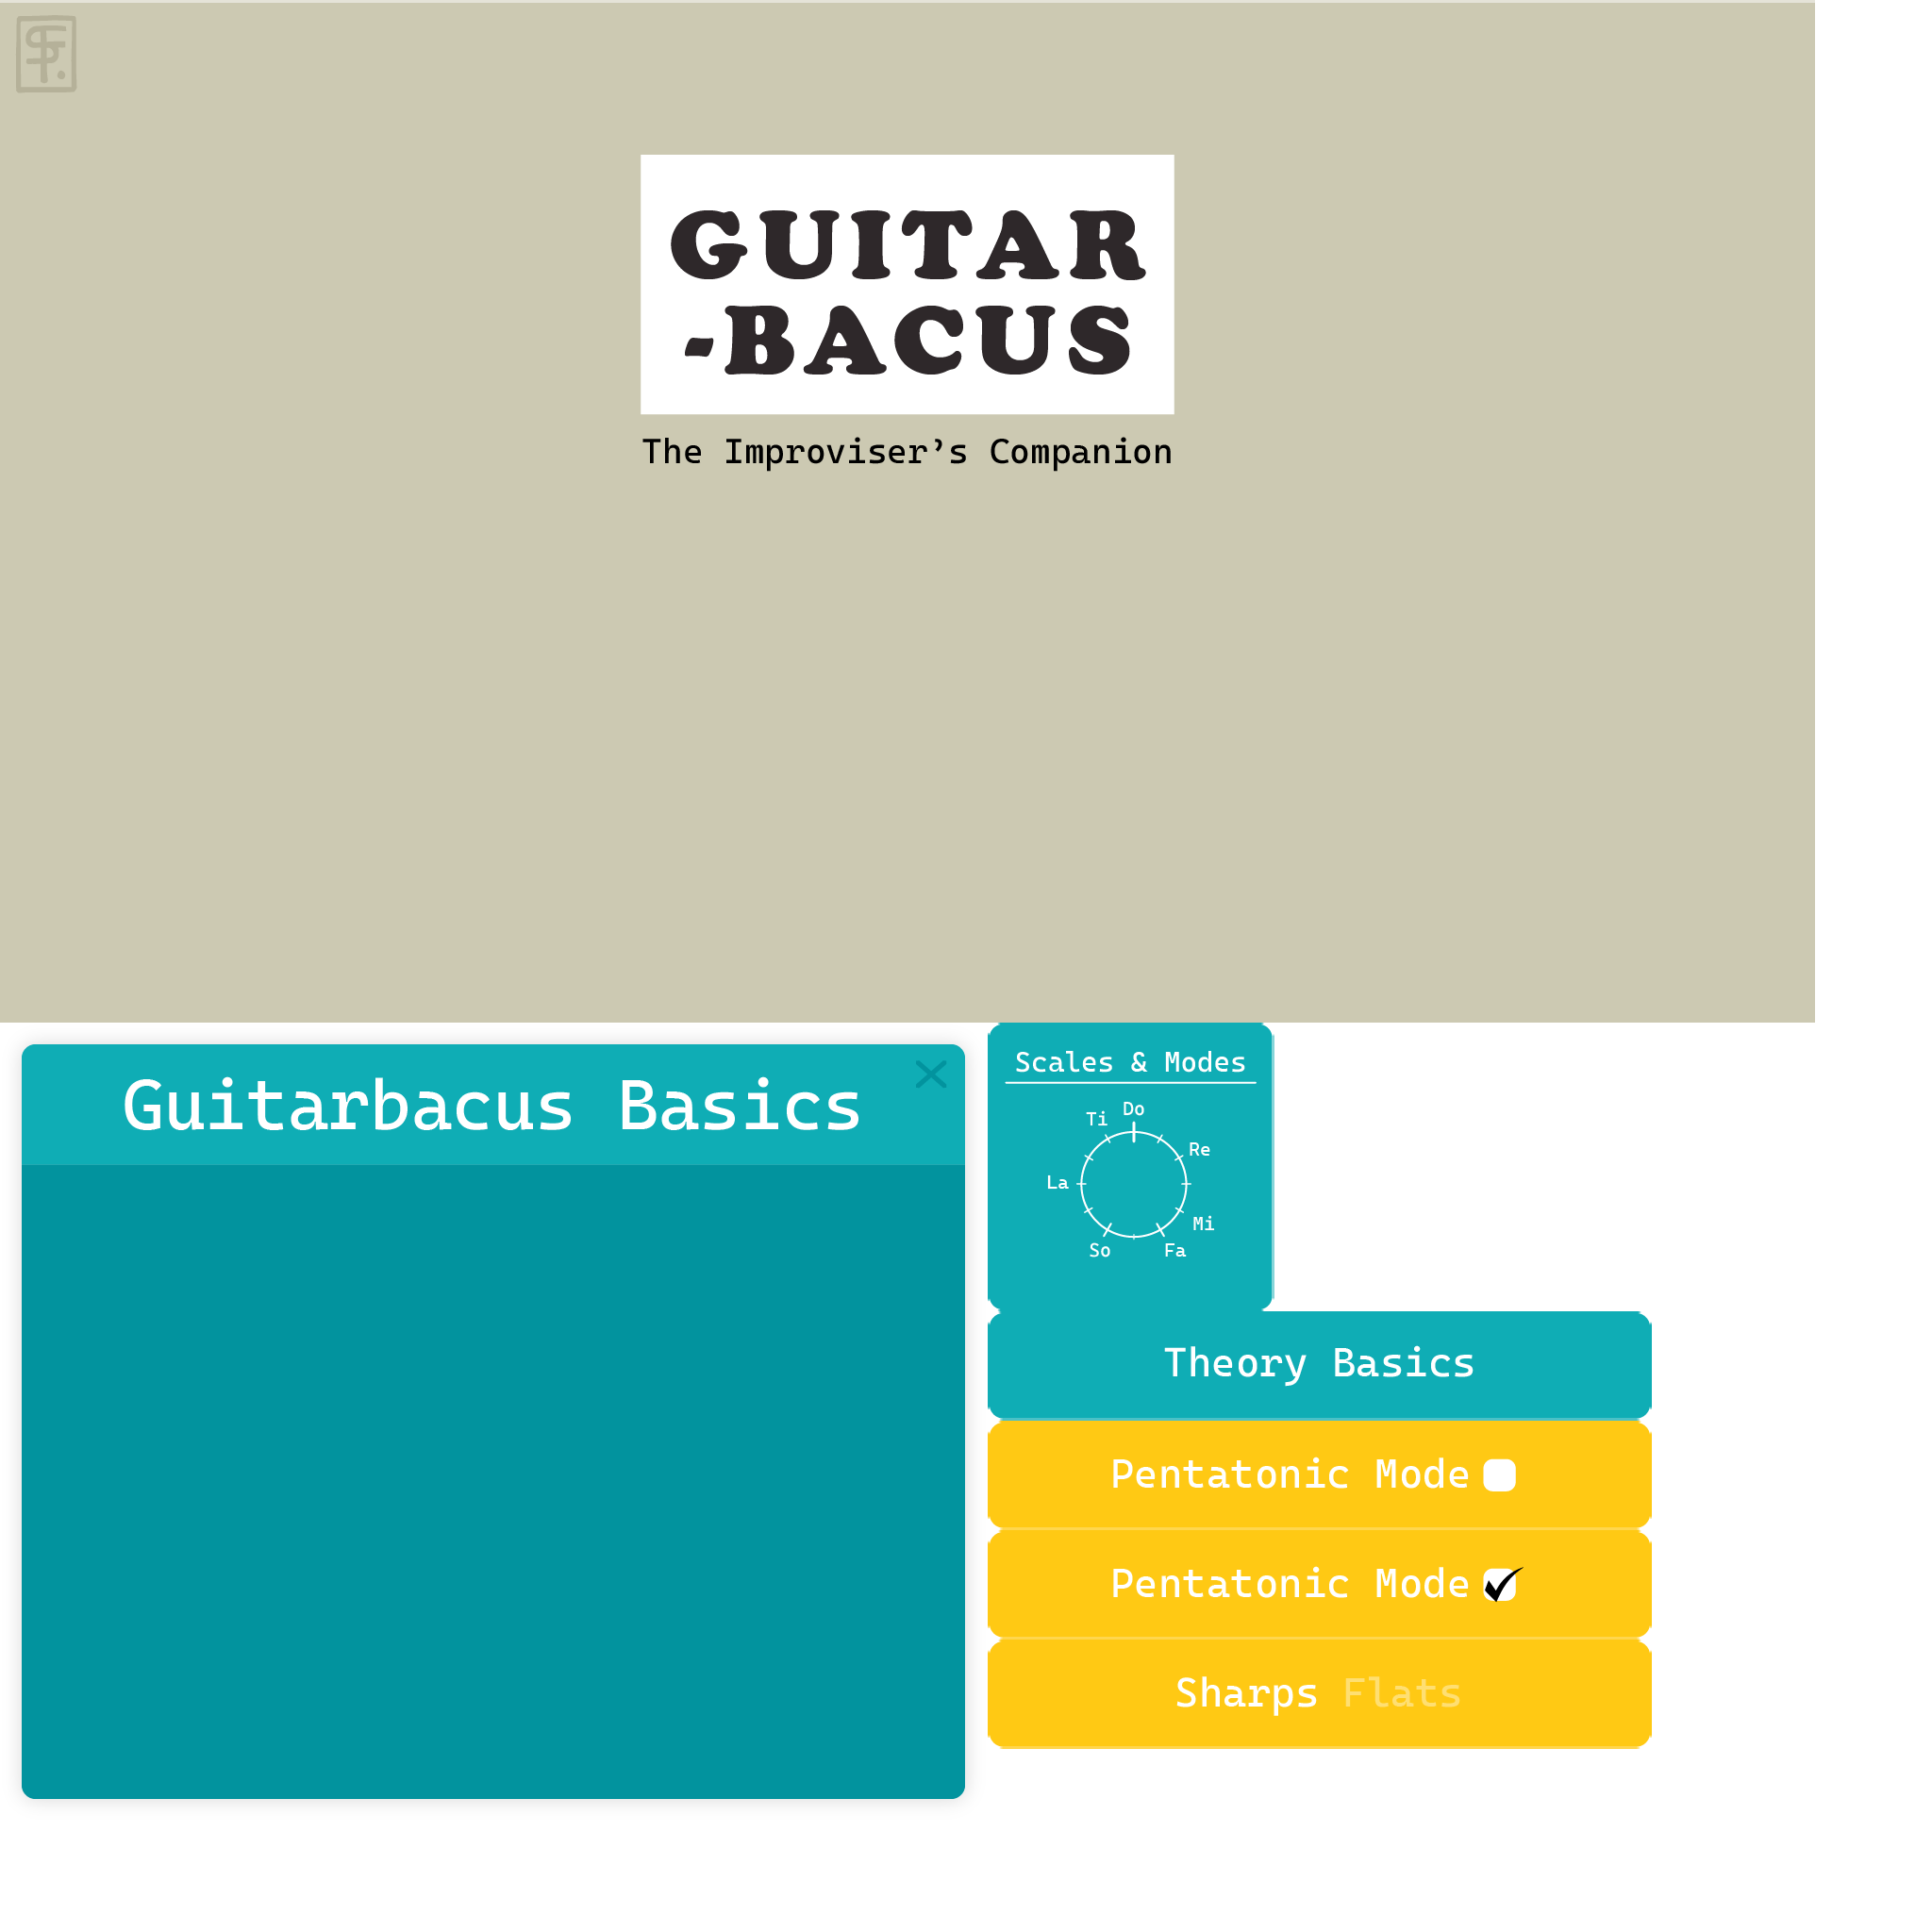 GUITAR
-BACUS
The Improviser’s Companion
Guitarbacus Basics
Scales & Modes
Do
Ti
Re
La
Mi
So
Fa
Theory Basics
Pentatonic Mode
Pentatonic Mode
Sharps Flats